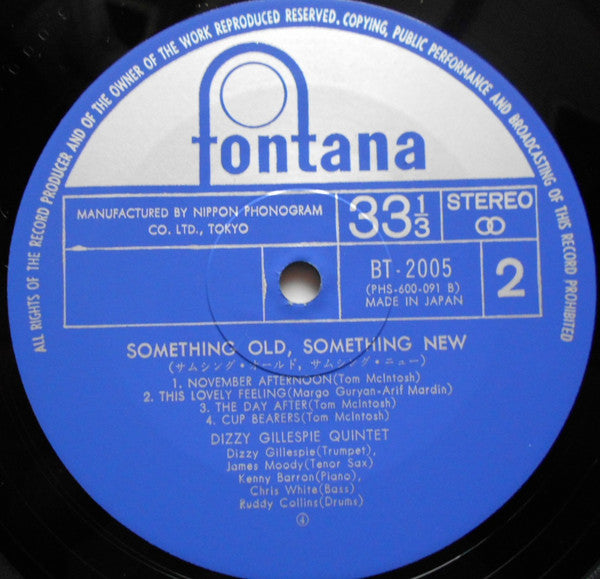 ALL RIGHTS OF THE RECORD PRODUCER AND OF THE OWNER OF THE WORK REPRODUCED RESERVED. COPYING, PUBLIC PERFORMANCE AND BROADCASTING OF THIS RECORD PROHIBITED
fontana
MANUFACTURED BY NIPPON PHONOGRAM
CO. LTD., TOKYO
33 1/3
STEREO
BT-2005
(PHS-600-091 B)
MADE IN JAPAN
2
SOMETHING OLD, SOMETHING NEW
(サムシング・オールド, サムシング・ニュー)
1. NOVEMBER AFTERNOON(Tom McIntosh)
2. THIS LOVELY FEELING(Margo Guryan-Arif Mardin)
3. THE DAY AFTER(Tom McIntosh)
4. CUP BEARERS(Tom McIntosh)
DIZZY GILLESPIE QUINTET
Dizzy Gillespie(Trumpet),
James Moody(Tenor Sax)
Kenny Barron(Piano),
Chris White(Bass)
Ruddy Collins(Drums)
④